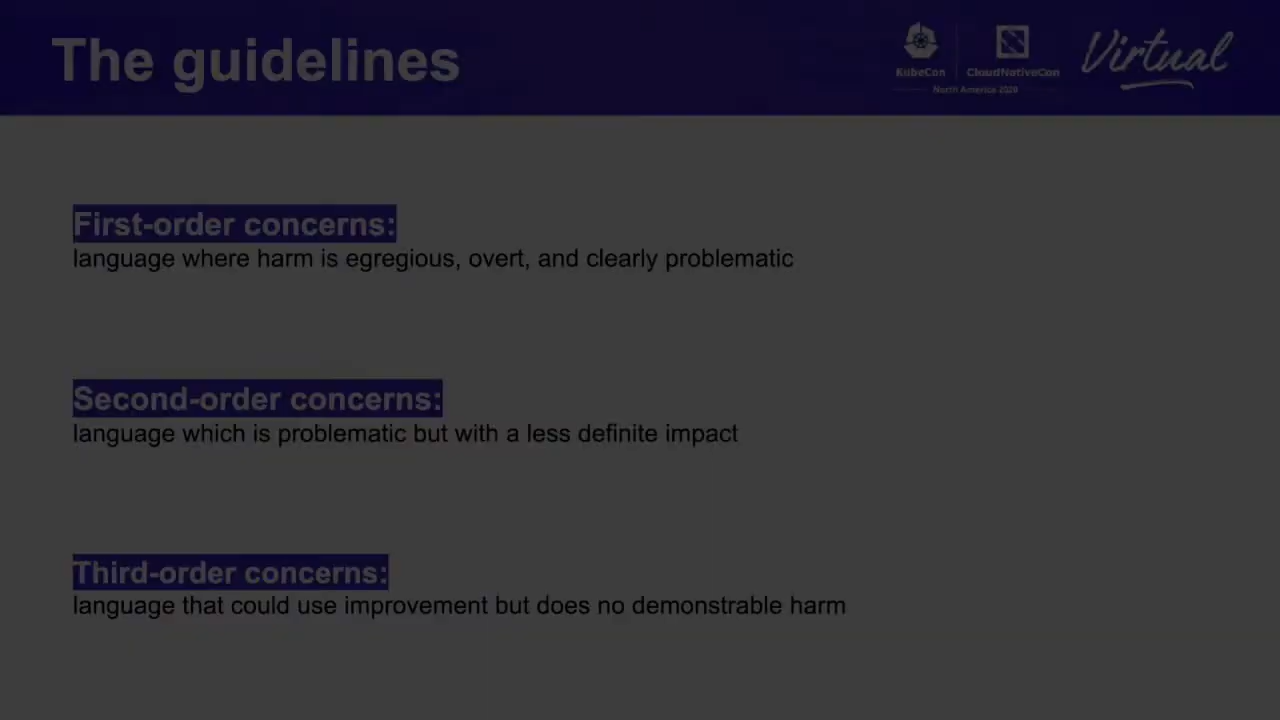 The guidelines
KubeCon
CloudNativeCon
North America 2020
Virtual
First-order concerns:
language where harm is egregious, overt, and clearly problematic
Second-order concerns:
language which is problematic but with a less definite impact
Third-order concerns:
language that could use improvement but does no demonstrable harm